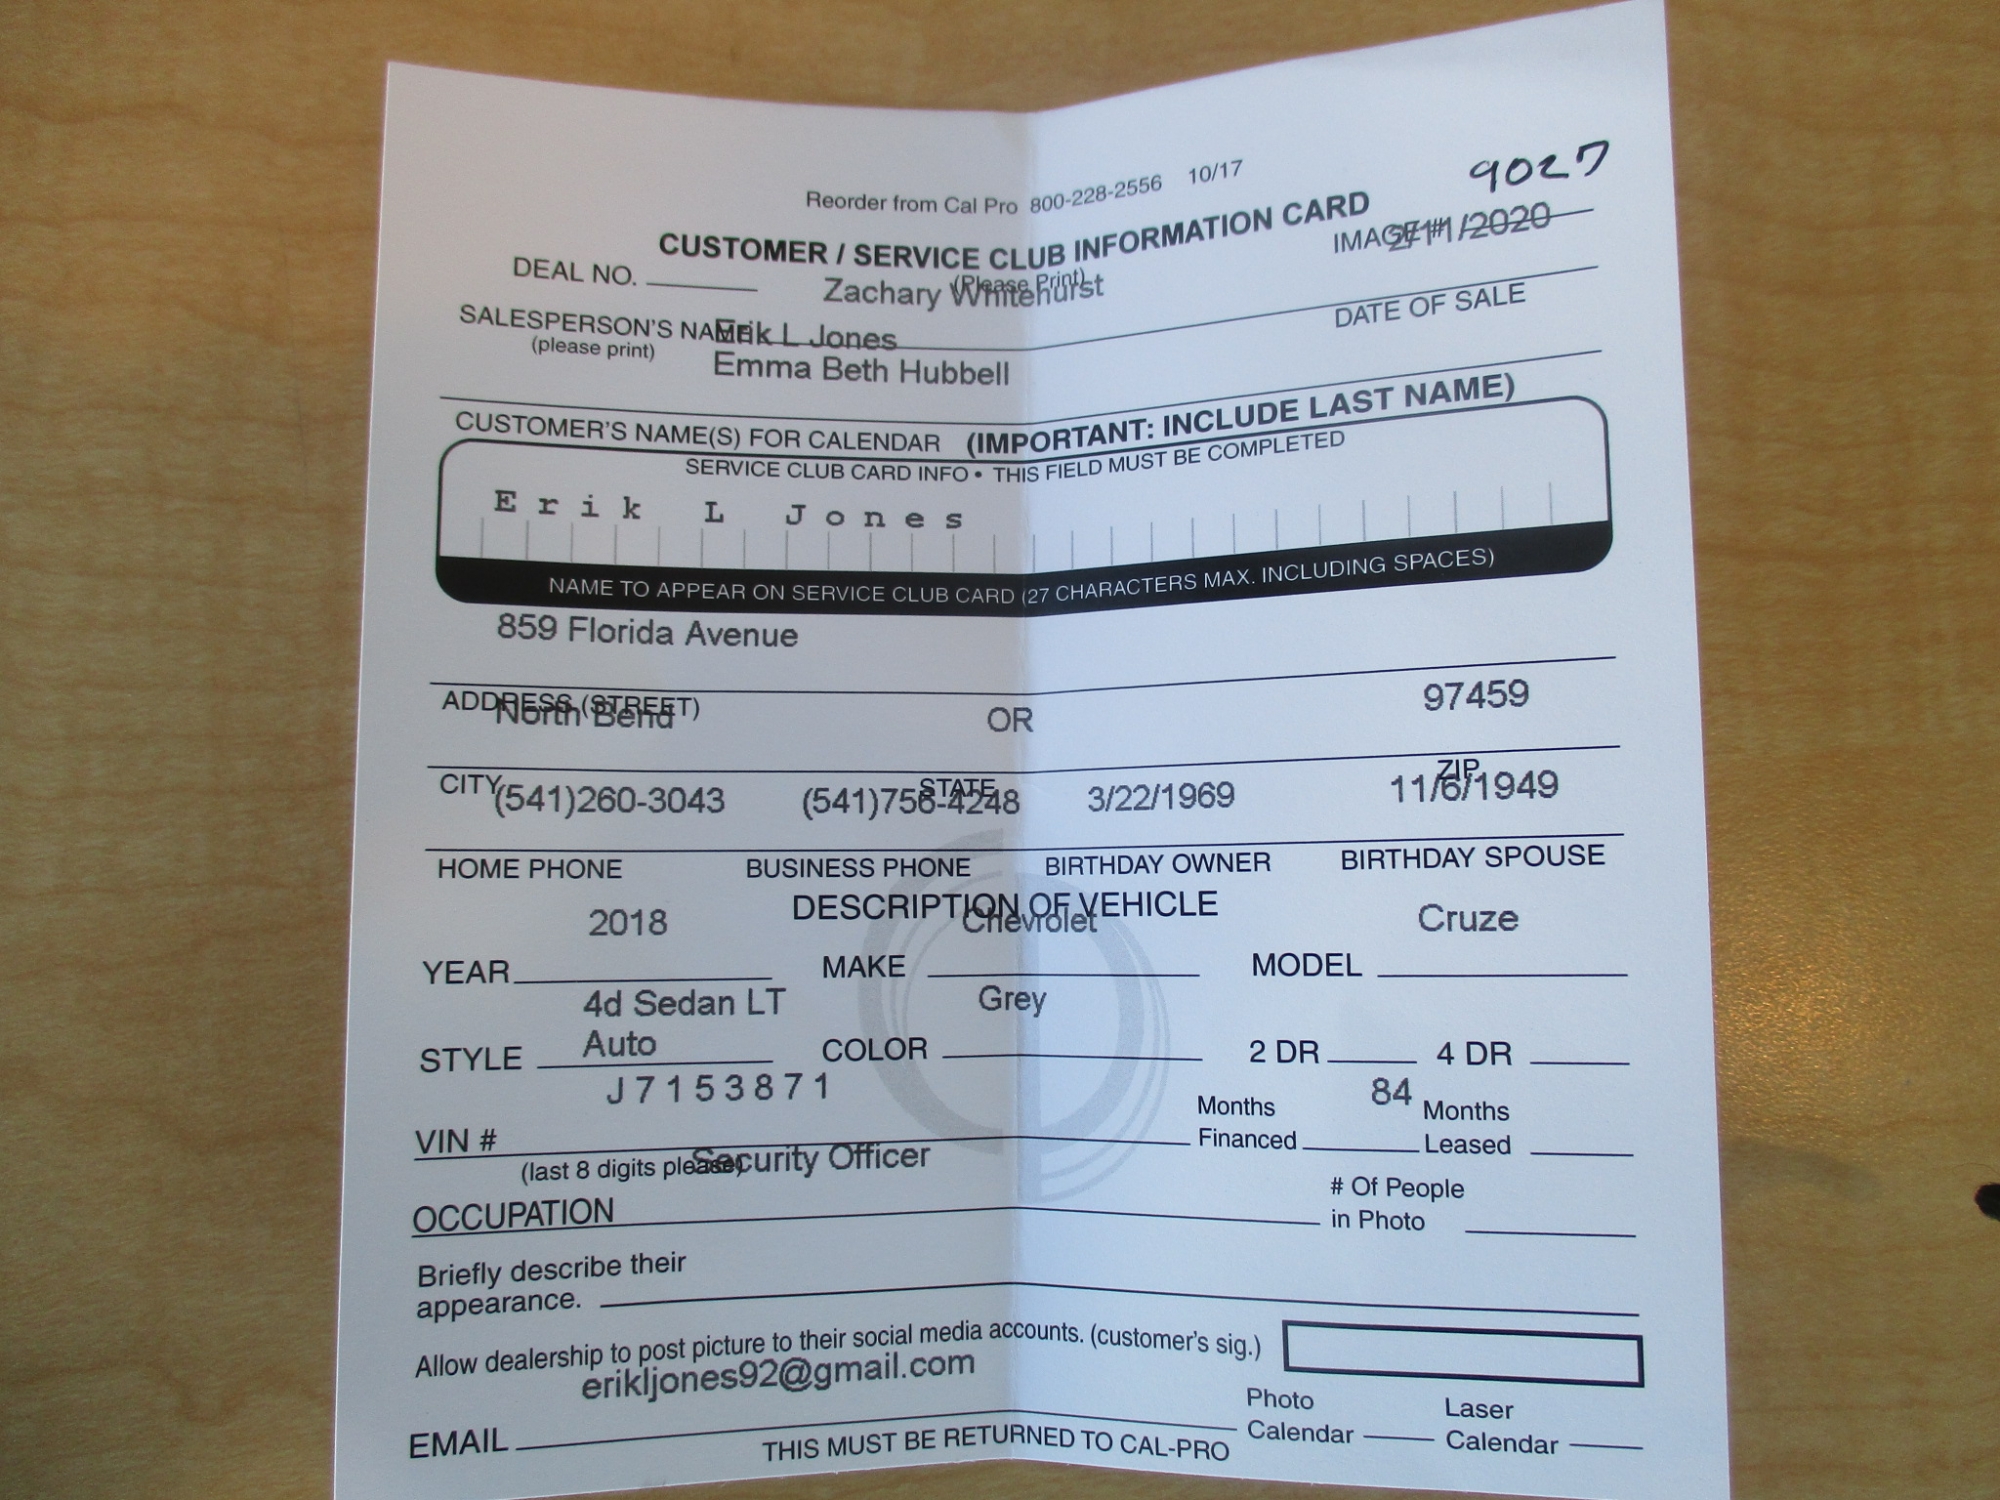 Reorder from Cal Pro 800-228-2556 10/17
9027
CUSTOMER / SERVICE CLUB INFORMATION CARD
(Please Print)
IMAGE # 2/11/2020
DEAL NO.
Zachary Whitehurst
SALESPERSON'S NAME
(please print)
DATE OF SALE
Erik L Jones
Emma Beth Hubbell
CUSTOMER'S NAME(S) FOR CALENDAR (IMPORTANT: INCLUDE LAST NAME)
SERVICE CLUB CARD INFO • THIS FIELD MUST BE COMPLETED
Erik L Jones
NAME TO APPEAR ON SERVICE CLUB CARD (27 CHARACTERS MAX. INCLUDING SPACES)
859 Florida Avenue
ADDRESS (STREET)
North Bend OR 97459
CITY STATE ZIP
(541)260-3043 (541)756-4248 3/22/1969 11/6/1949
HOME PHONE BUSINESS PHONE BIRTHDAY OWNER BIRTHDAY SPOUSE
DESCRIPTION OF VEHICLE
2018 Chevrolet Cruze
YEAR MAKE MODEL
4d Sedan LT Grey
Auto
STYLE COLOR 2 DR 4 DR
J7153871 84
VIN # Months Financed Months Leased
(last 8 digits please)
Security Officer
OCCUPATION # Of People in Photo
Briefly describe their
appearance.
Allow dealership to post picture to their social media accounts. (customer's sig.)
erikljones92@gmail.com
EMAIL Photo Calendar Laser Calendar
THIS MUST BE RETURNED TO CAL-PRO